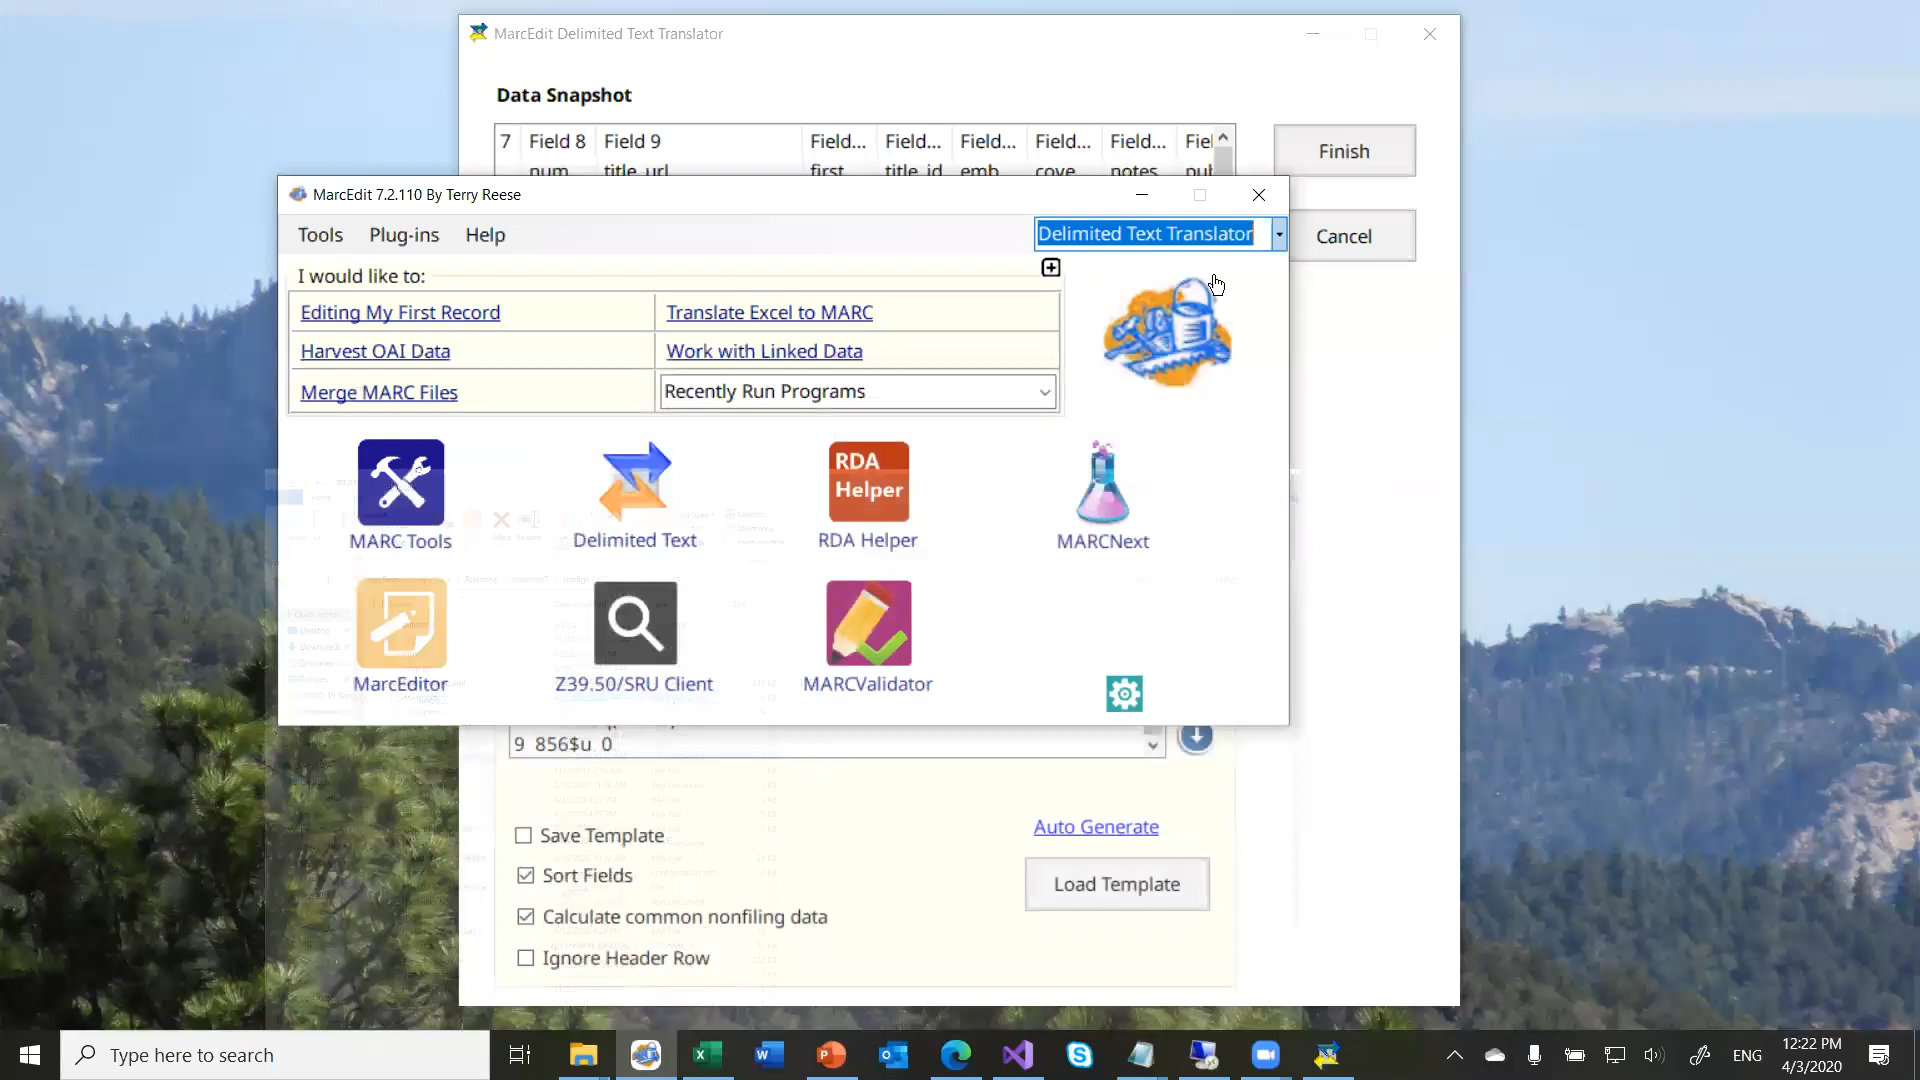 MarcEdit Delimited Text Translator
Data Snapshot
7 Field 8 Field 9 Field... Field... Field... Field... Field... Fiel
num title_url first title_id emb cove notes put
Finish
Cancel
MarcEdit 7.2.110 By Terry Reese
Tools Plug-ins Help
Delimited Text Translator
I would like to:
Editing My First Record
Translate Excel to MARC
Harvest OAI Data
Work with Linked Data
Merge MARC Files
Recently Run Programs
MARC Tools
Delimited Text
RDA
Helper
RDA Helper
MARCNext
MarcEditor
Z39.50/SRU Client
MARCValidator
9 856$u 0
Save Template
Auto Generate
Sort Fields
Load Template
Calculate common nonfiling data
Ignore Header Row
Type here to search
ENG
12:22 PM
4/3/2020